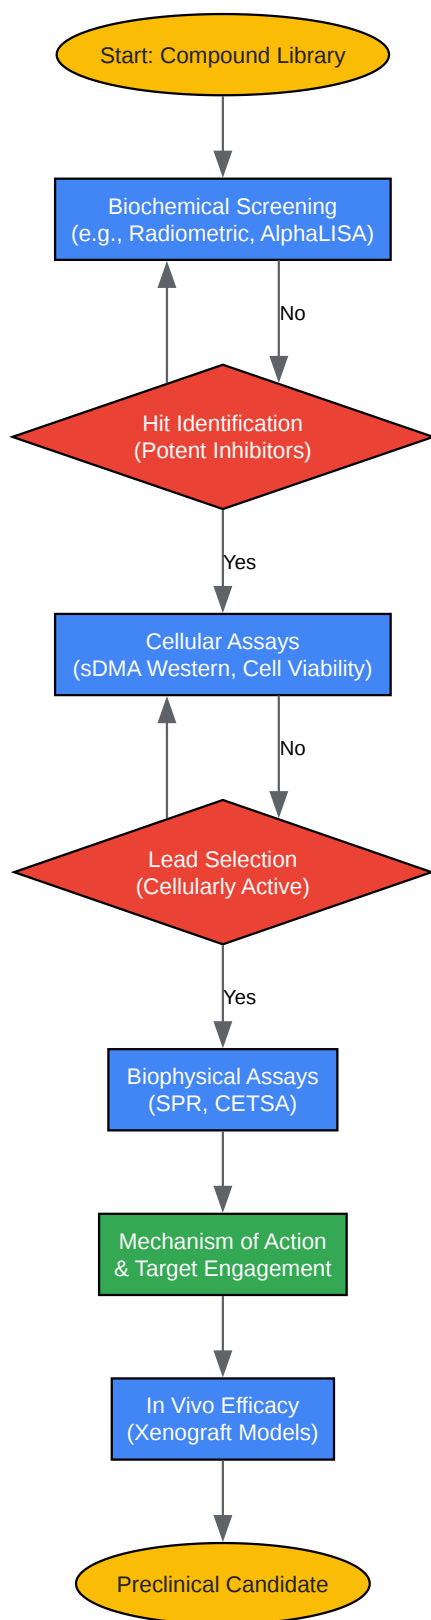 Start: Compound Library
Biochemical Screening
(e.g., Radiometric, AlphaLISA)
No
Hit Identification
(Potent Inhibitors)
Yes
Cellular Assays
(sDMA Western, Cell Viability)
No
Lead Selection
(Cellularly Active)
Yes
Biophysical Assays
(SPR, CETSA)
Mechanism of Action
& Target Engagement
In Vivo Efficacy
(Xenograft Models)
Preclinical Candidate